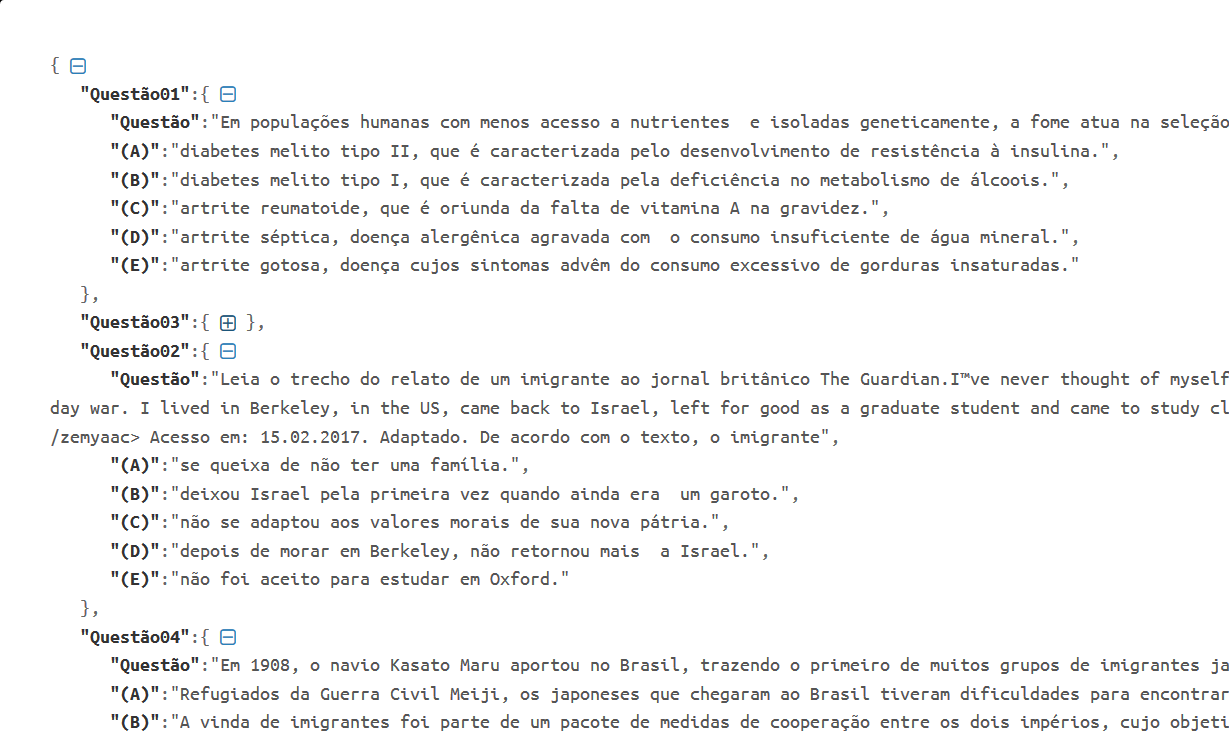 {
"Questão01":{
"Questão":"Em populações humanas com menos acesso a nutrientes  e isoladas geneticamente, a fome atua na seleção
"(A)":"diabetes melito tipo II, que é caracterizada pelo desenvolvimento de resistência à insulina.",
"(B)":"diabetes melito tipo I, que é caracterizada pela deficiência no metabolismo de álcoois.",
"(C)":"artrite reumatoide, que é oriunda da falta de vitamina A na gravidez.",
"(D)":"artrite séptica, doença alergênica agravada com  o consumo insuficiente de água mineral.",
"(E)":"artrite gotosa, doença cujos sintomas advêm do consumo excessivo de gorduras insaturadas."
},
"Questão03":{ },
"Questão02":{
"Questão":"Leia o trecho do relato de um imigrante ao jornal britânico The Guardian.I™ve never thought of myself
day war. I lived in Berkeley, in the US, came back to Israel, left for good as a graduate student and came to study cl
/zemyaac> Acesso em: 15.02.2017. Adaptado. De acordo com o texto, o imigrante",
"(A)":"se queixa de não ter uma família.",
"(B)":"deixou Israel pela primeira vez quando ainda era  um garoto.",
"(C)":"não se adaptou aos valores morais de sua nova pátria.",
"(D)":"depois de morar em Berkeley, não retornou mais  a Israel.",
"(E)":"não foi aceito para estudar em Oxford."
},
"Questão04":{
"Questão":"Em 1908, o navio Kasato Maru aportou no Brasil, trazendo o primeiro de muitos grupos de imigrantes ja
"(A)":"Refugiados da Guerra Civil Meiji, os japoneses que chegaram ao Brasil tiveram dificuldades para encontrar
"(B)":"A vinda de imigrantes foi parte de um pacote de medidas de cooperação entre os dois impérios, cujo objeti